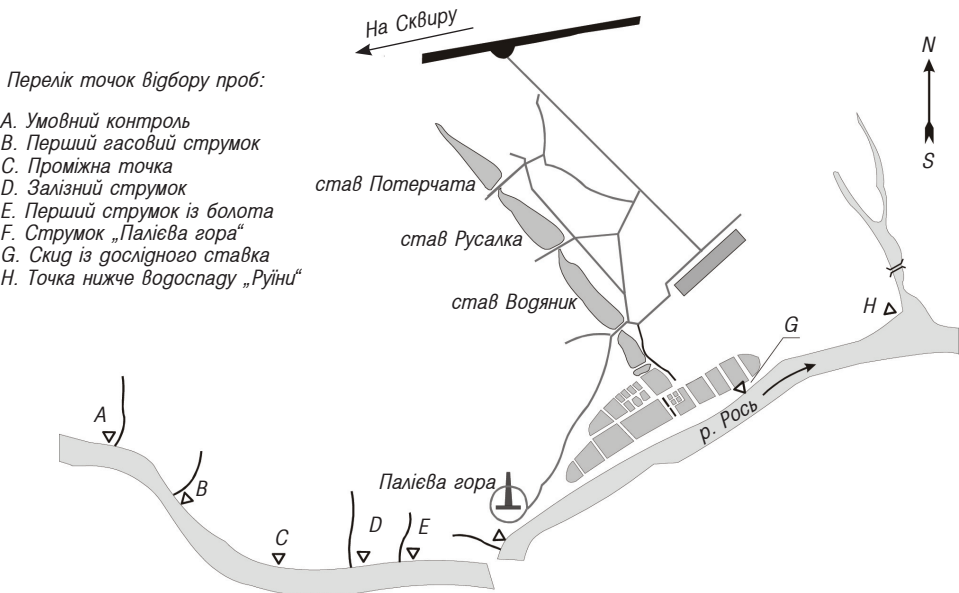 На Сквиру
Перелік точок відбору проб:
A. Умовний контроль
B. Перший гасовий струмок
C. Проміжна точка
D. Залізний струмок
E. Перший струмок із болота
F. Струмок „Палієва гора“
G. Скид із дослідного ставка
H. Точка нижче водоспаду „Руїни“
N
S
став Потерчата
став Русалка
став Водяник
H
G
р. Рось
A
B
C
D
E
Палієва гора